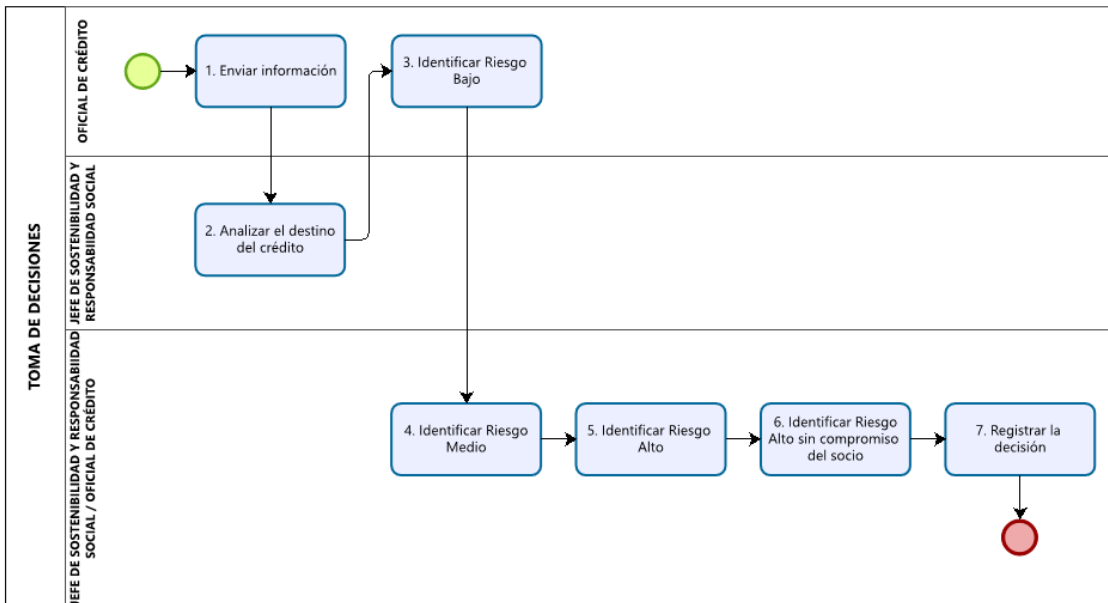 TOMA DE DECISIONES
OFICIAL DE CRÉDITO
1. Enviar información
3. Identificar Riesgo
Bajo
JEFE DE SOSTENIBILIDAD Y
RESPONSABIIDAD SOCIAL
2. Analizar el destino
del crédito
JEFE DE SOSTENIBILIDAD Y RESPONSABIIDAD
SOCIAL / OFICIAL DE CRÉDITO
4. Identificar Riesgo
Medio
5. Identificar Riesgo
Alto
6. Identificar Riesgo
Alto sin compromiso
del socio
7. Registrar la
decisión